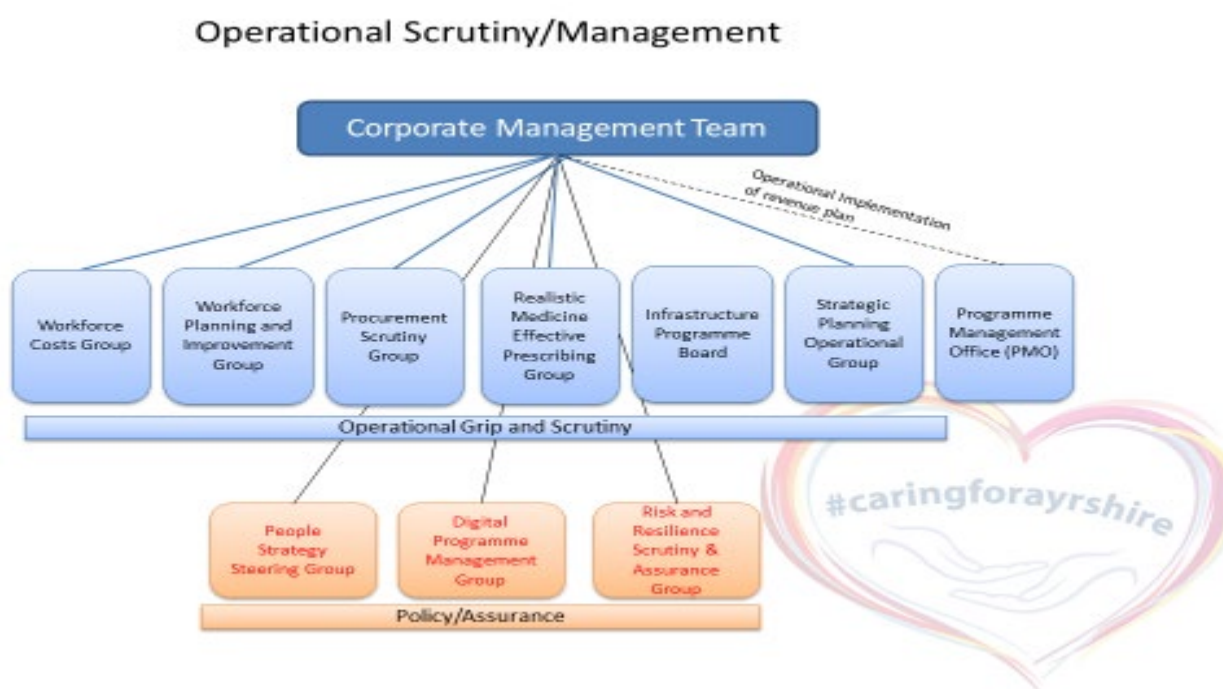 Operational Scrutiny/Management
Corporate Management Team
Operational Implementation
of revenue plan
Workforce
Costs Group
Workforce
Planning and
Improvement
Group
Procurement
Scrutiny
Group
Realistic
Medicine
Effective
Prescribing
Group
Infrastructure
Programme
Board
Strategic
Planning
Operational
Group
Programme
Management
Office (PMO)
Operational Grip and Scrutiny
People
Strategy
Steering Group
Digital
Programme
Management
Group
Risk and
Resilience
Scrutiny &
Assurance
Group
Policy/Assurance
#caringforayrshire